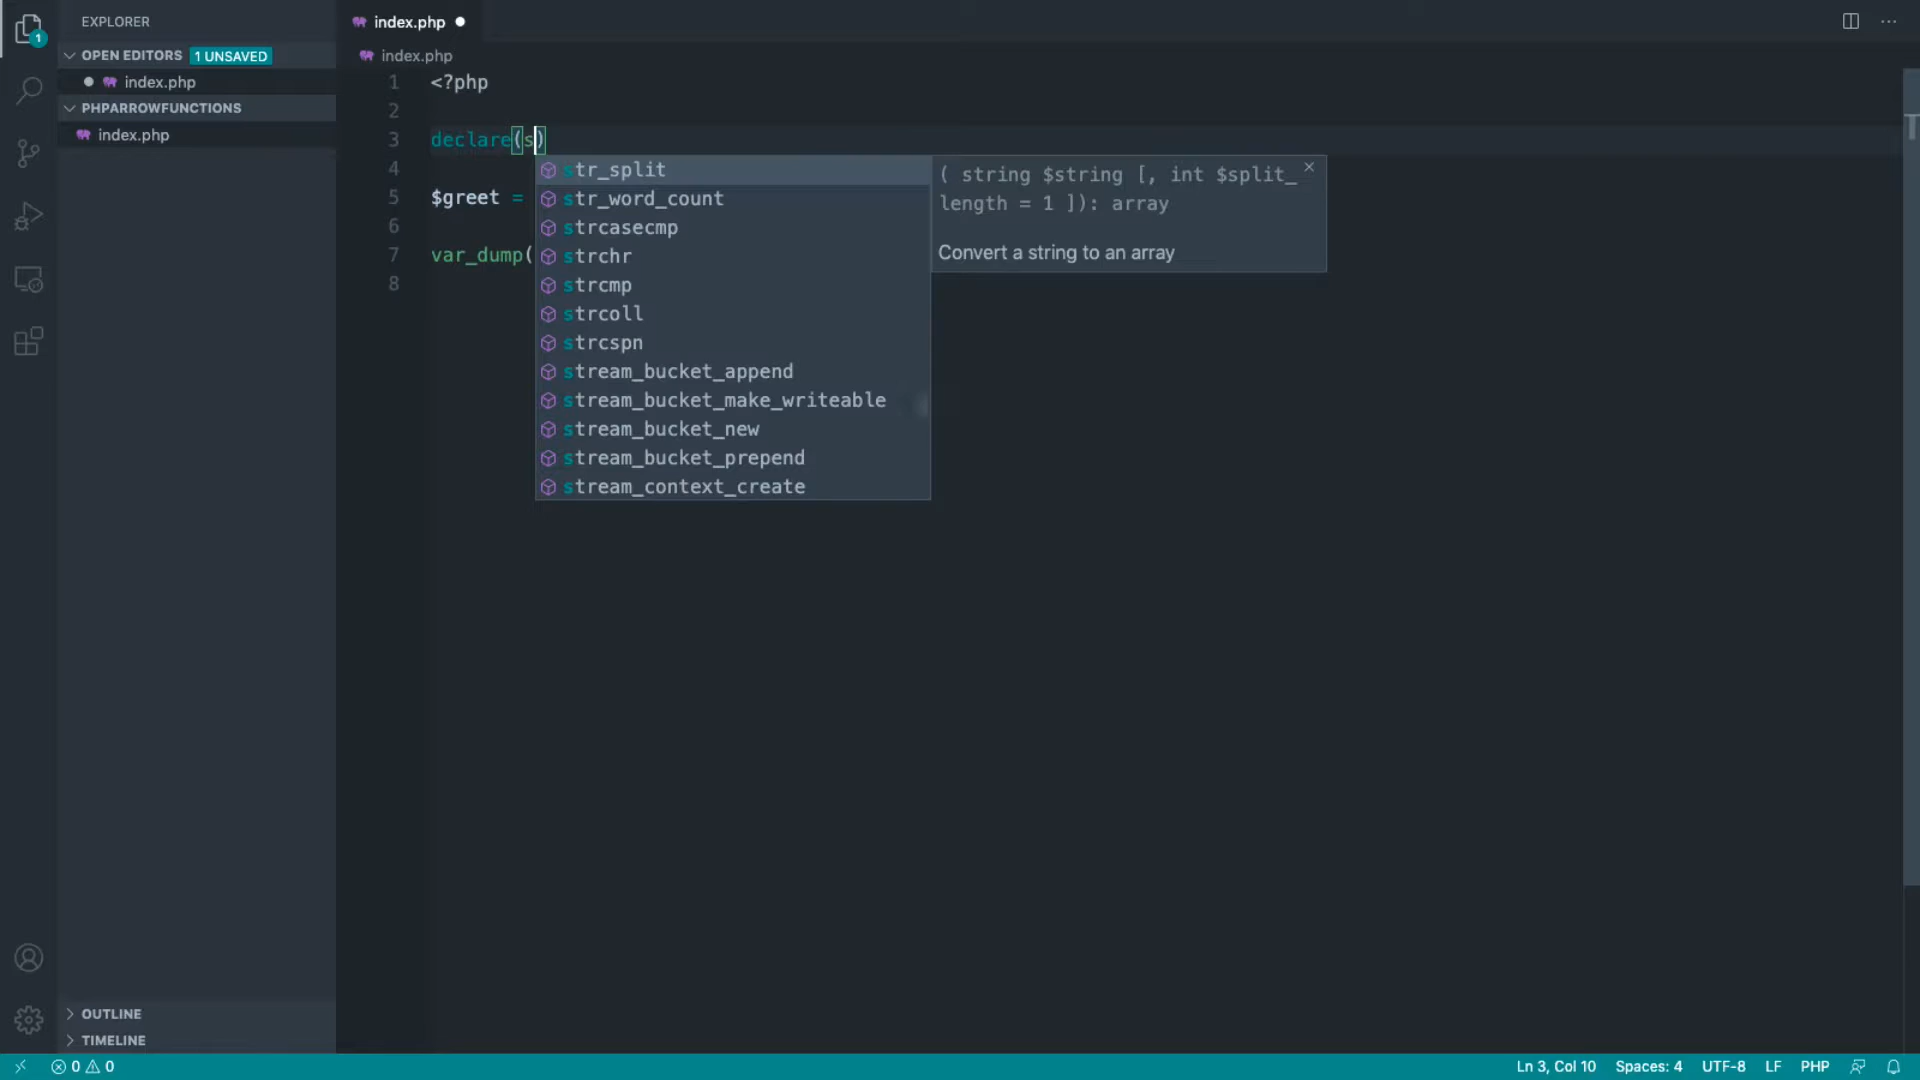 EXPLORER
OPEN EDITORS 1 UNSAVED
index.php
PHPARROWFUNCTIONS
index.php
OUTLINE
TIMELINE
index.php
index.php
1 <?php
2
3 declare(s)
4
5 $greet =
6
7 var_dump(
8
str_split
str_word_count
strcasecmp
strchr
strcmp
strcoll
strcspn
stream_bucket_append
stream_bucket_make_writeable
stream_bucket_new
stream_bucket_prepend
stream_context_create
( string $string [, int $split_
length = 1 ]): array
Convert a string to an array
1
0 0
Ln 3, Col 10 Spaces: 4 UTF-8 LF PHP